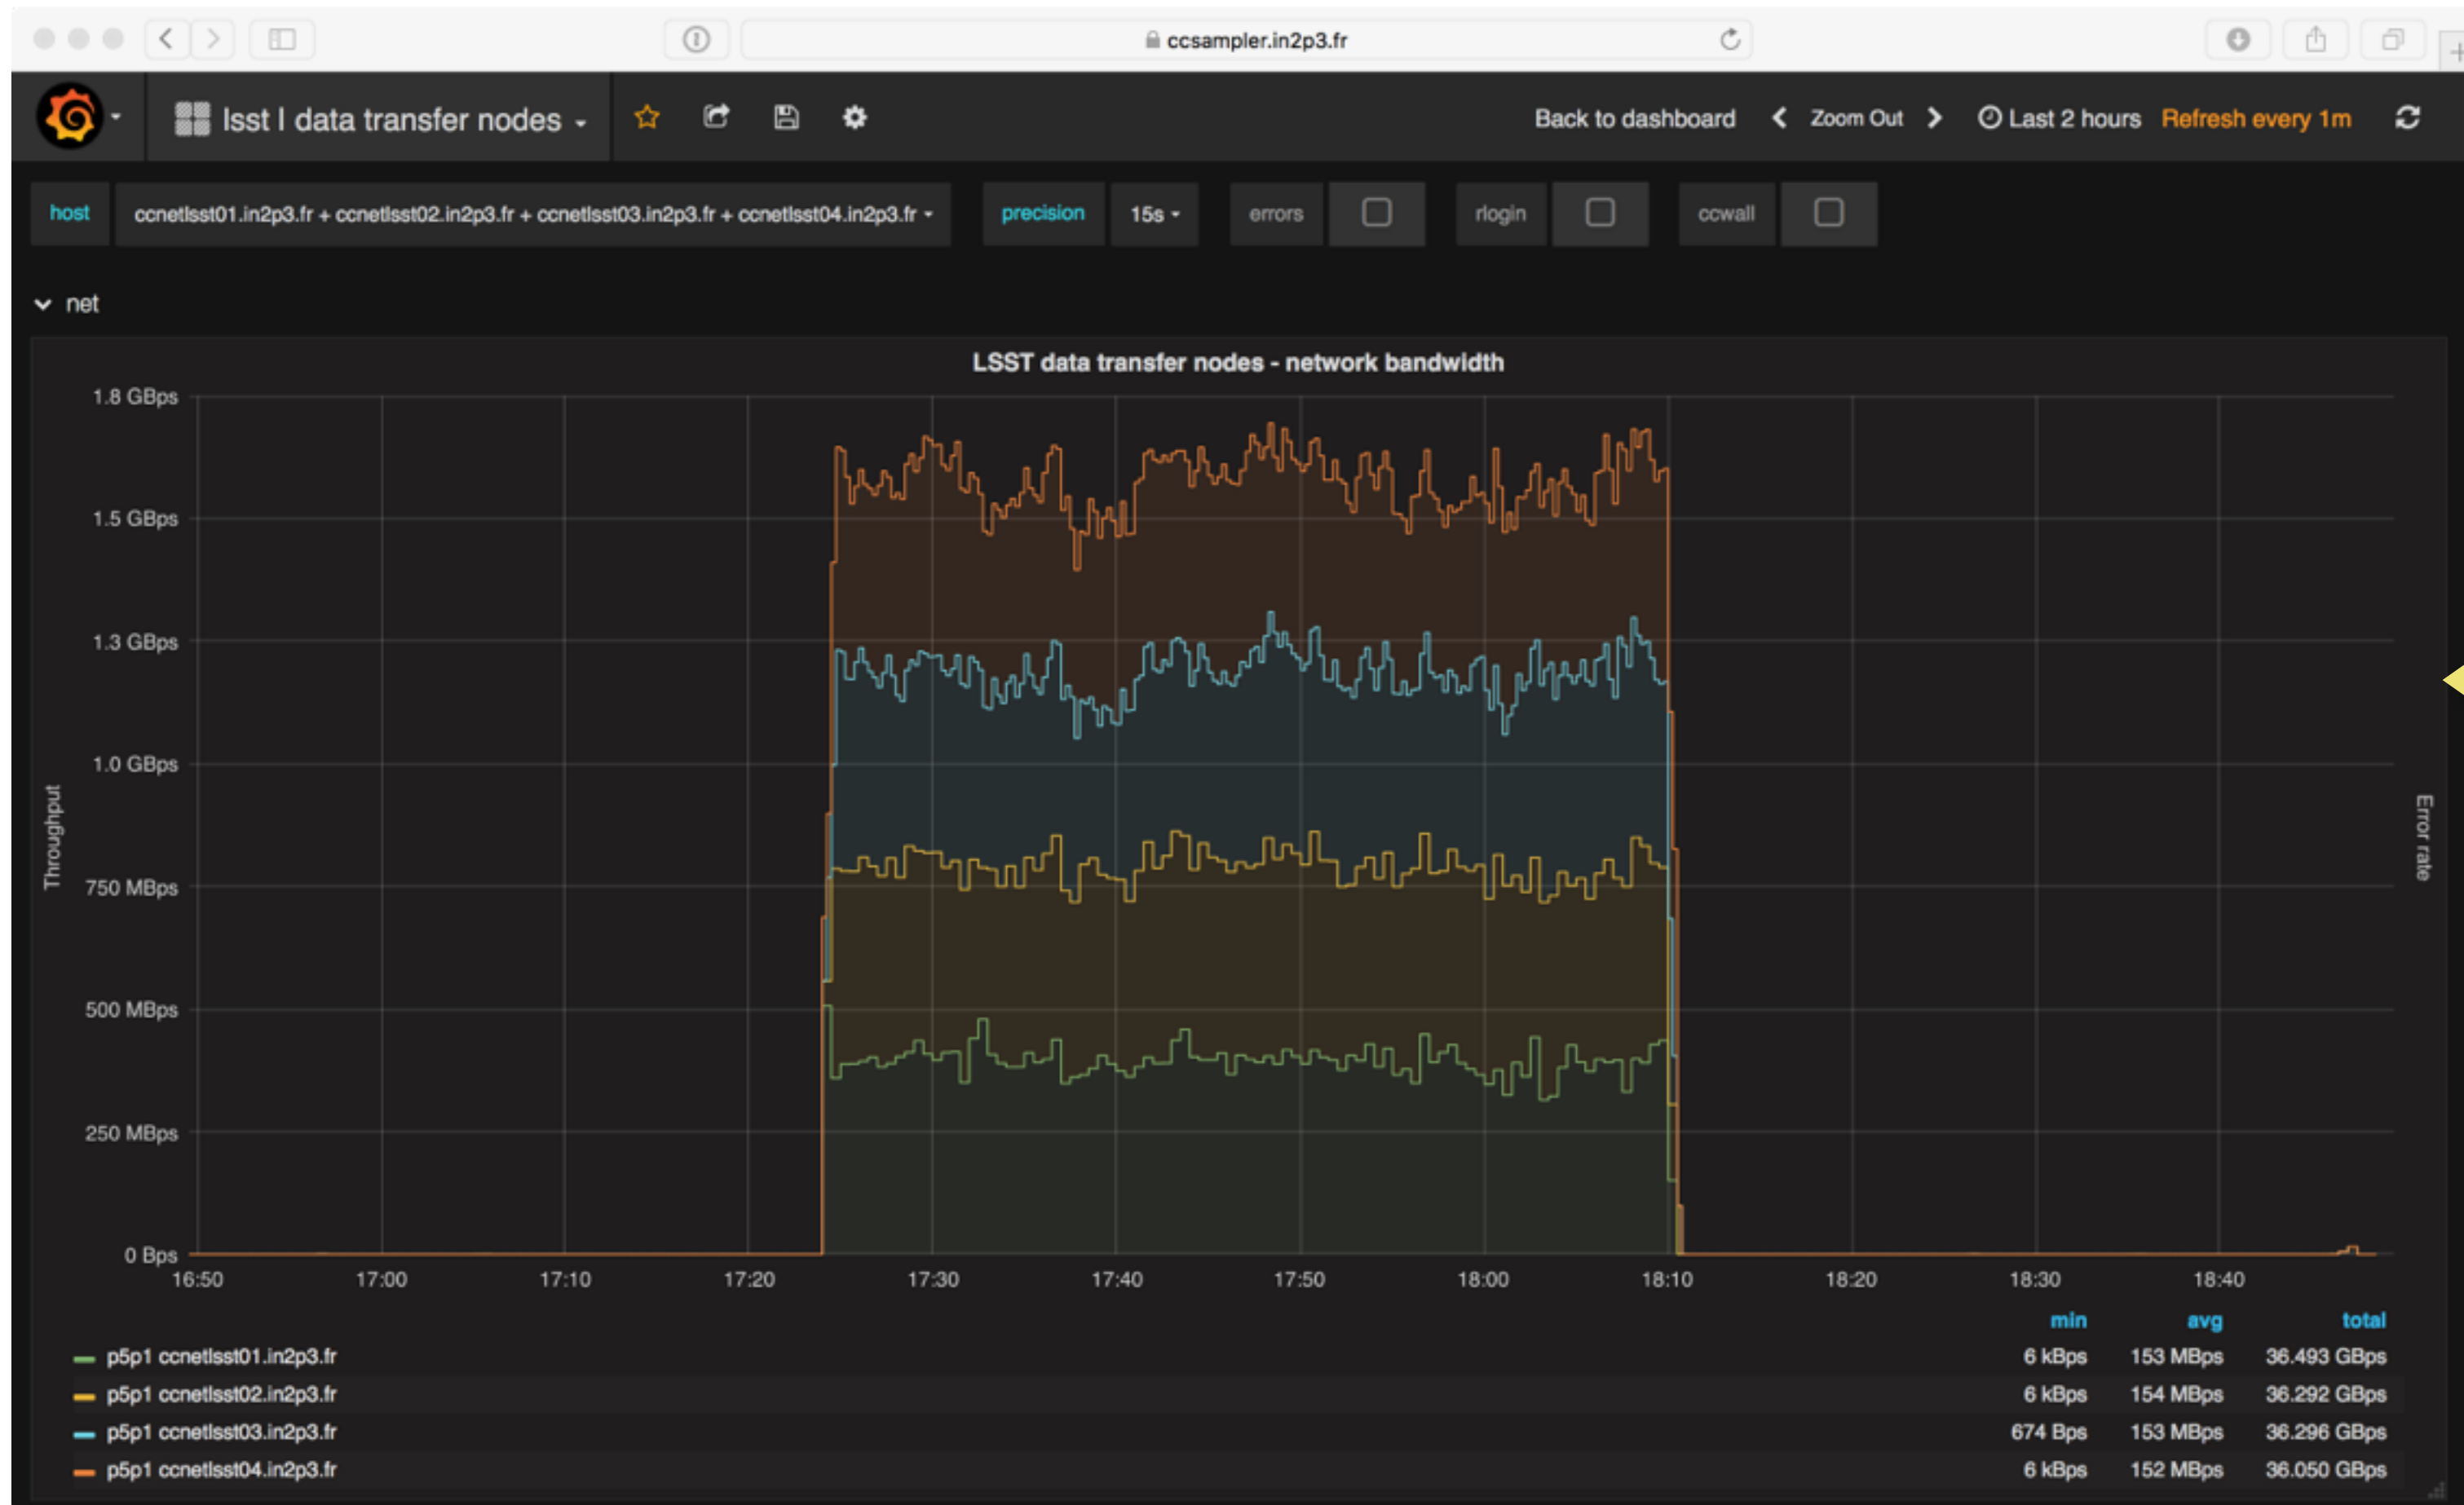 ccsampler.in2p3.fr
lsst l data transfer nodes
Back to dashboard
Zoom Out
Last 2 hours
Refresh every 1m
host
ccnetlsst01.in2p3.fr + ccnetlsst02.in2p3.fr + ccnetlsst03.in2p3.fr + ccnetlsst04.in2p3.fr
precision
15s
errors
rlogin
ccwall
net
LSST data transfer nodes - network bandwidth
Throughput
1.8 GBps
1.5 GBps
1.3 GBps
1.0 GBps
750 MBps
500 MBps
250 MBps
0 Bps
Error rate
16:50
17:00
17:10
17:20
17:30
17:40
17:50
18:00
18:10
18:20
18:30
18:40
min avg total
p5p1 ccnetlsst01.in2p3.fr 6 kBps 153 MBps 36.493 GBps
p5p1 ccnetlsst02.in2p3.fr 6 kBps 154 MBps 36.292 GBps
p5p1 ccnetlsst03.in2p3.fr 674 Bps 153 MBps 36.296 GBps
p5p1 ccnetlsst04.in2p3.fr 6 kBps 152 MBps 36.050 GBps